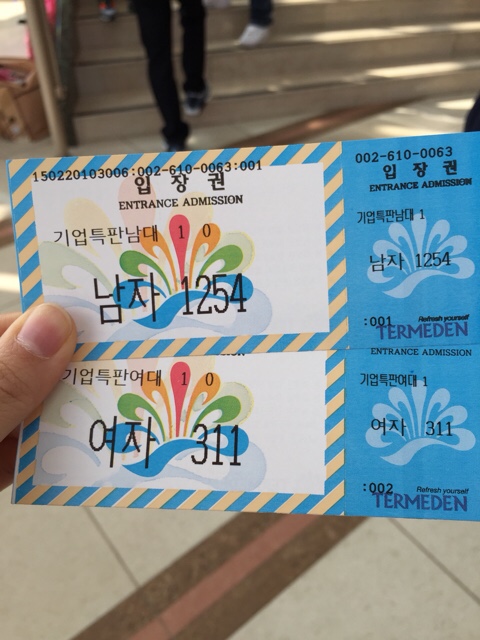 150220103006:002-610-0063:001
입 장 권
ENTRANCE ADMISSION
기업특판남대 1 0
남자 1254
002-610-0063
입 장 권
ENTRANCE ADMISSION
기업특판남대 1
남자 1254
:001
Refresh yourself
TERMEDEN
기업특판여대 1 0
여자 311
ENTRANCE ADMISSION
기업특판여대 1
여자 311
:002
Refresh yourself
TERMEDEN